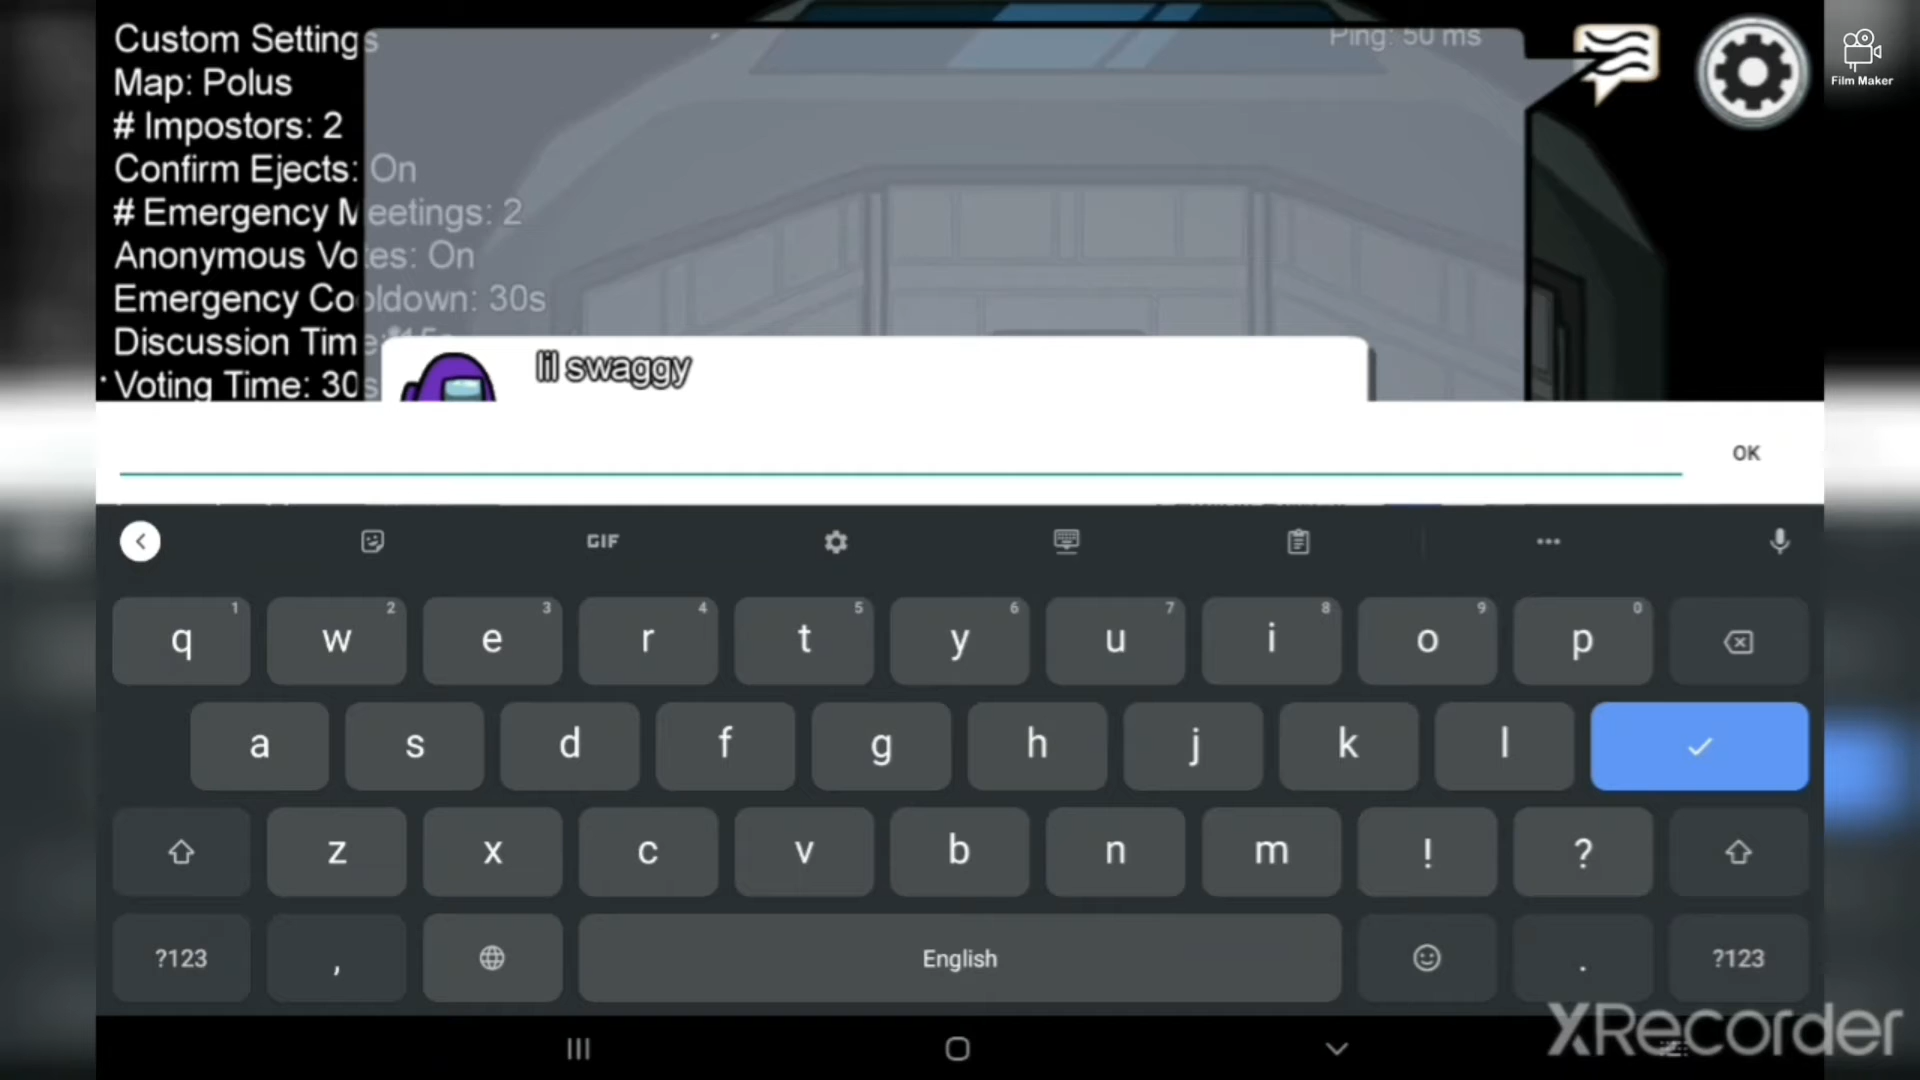 Custom Settings
Map: Polus
# Impostors: 2
Confirm Ejects: On
# Emergency Meetings: 2
Anonymous Votes: On
Emergency Cooldown: 30s
Discussion Time: 15s
Voting Time: 30s
Ping: 50 ms
Film Maker
lil swaggy
OK
GIF
1 2 3 4 5 6 7 8 9 0
q w e r t y u i o p
a s d f g h j k l
z x c v b n m ! ?
?123 , English . ?123
XRecorder